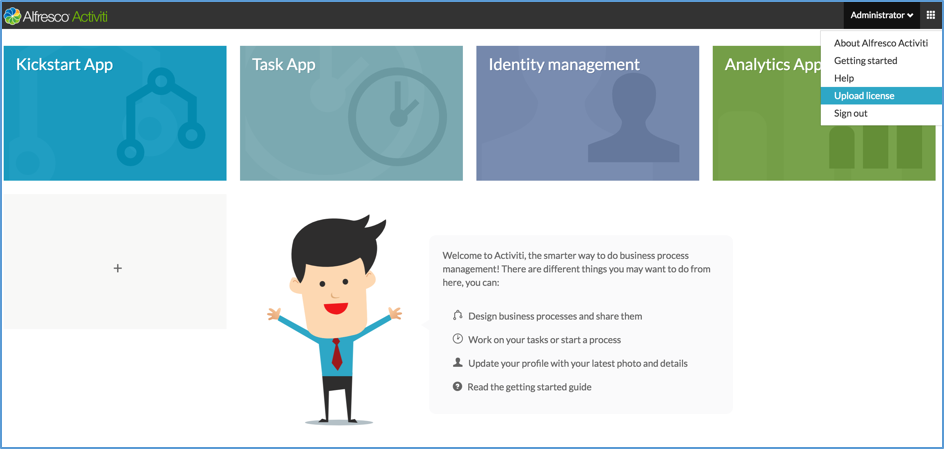 Alfresco Activiti
Administrator
About Alfresco Activiti
Getting started
Help
Upload license
Sign out
Kickstart App
Task App
Identity management
Analytics App
+
Welcome to Activiti, the smarter way to do business process
management! There are different things you may want to do from
here, you can:
Design business processes and share them
Work on your tasks or start a process
Update your profile with your latest photo and details
? Read the getting started guide